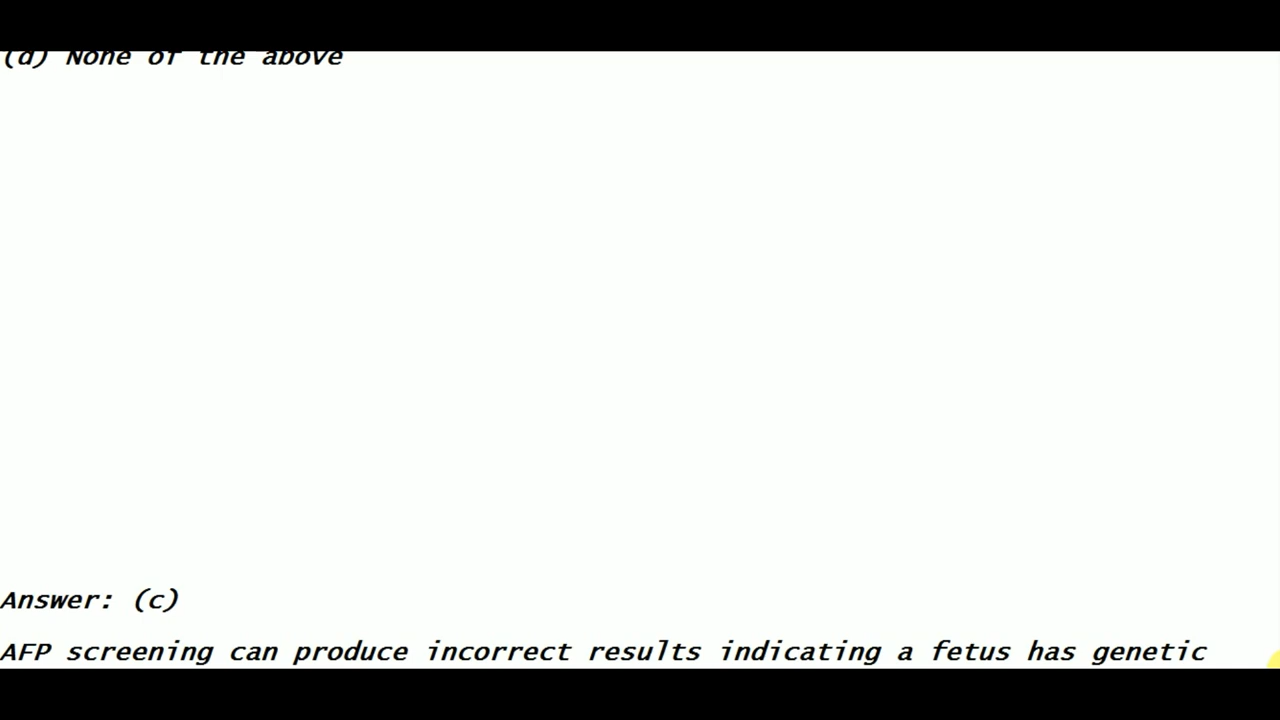 (d) None of the above
Answer: (c)
AFP screening can produce incorrect results indicating a fetus has genetic